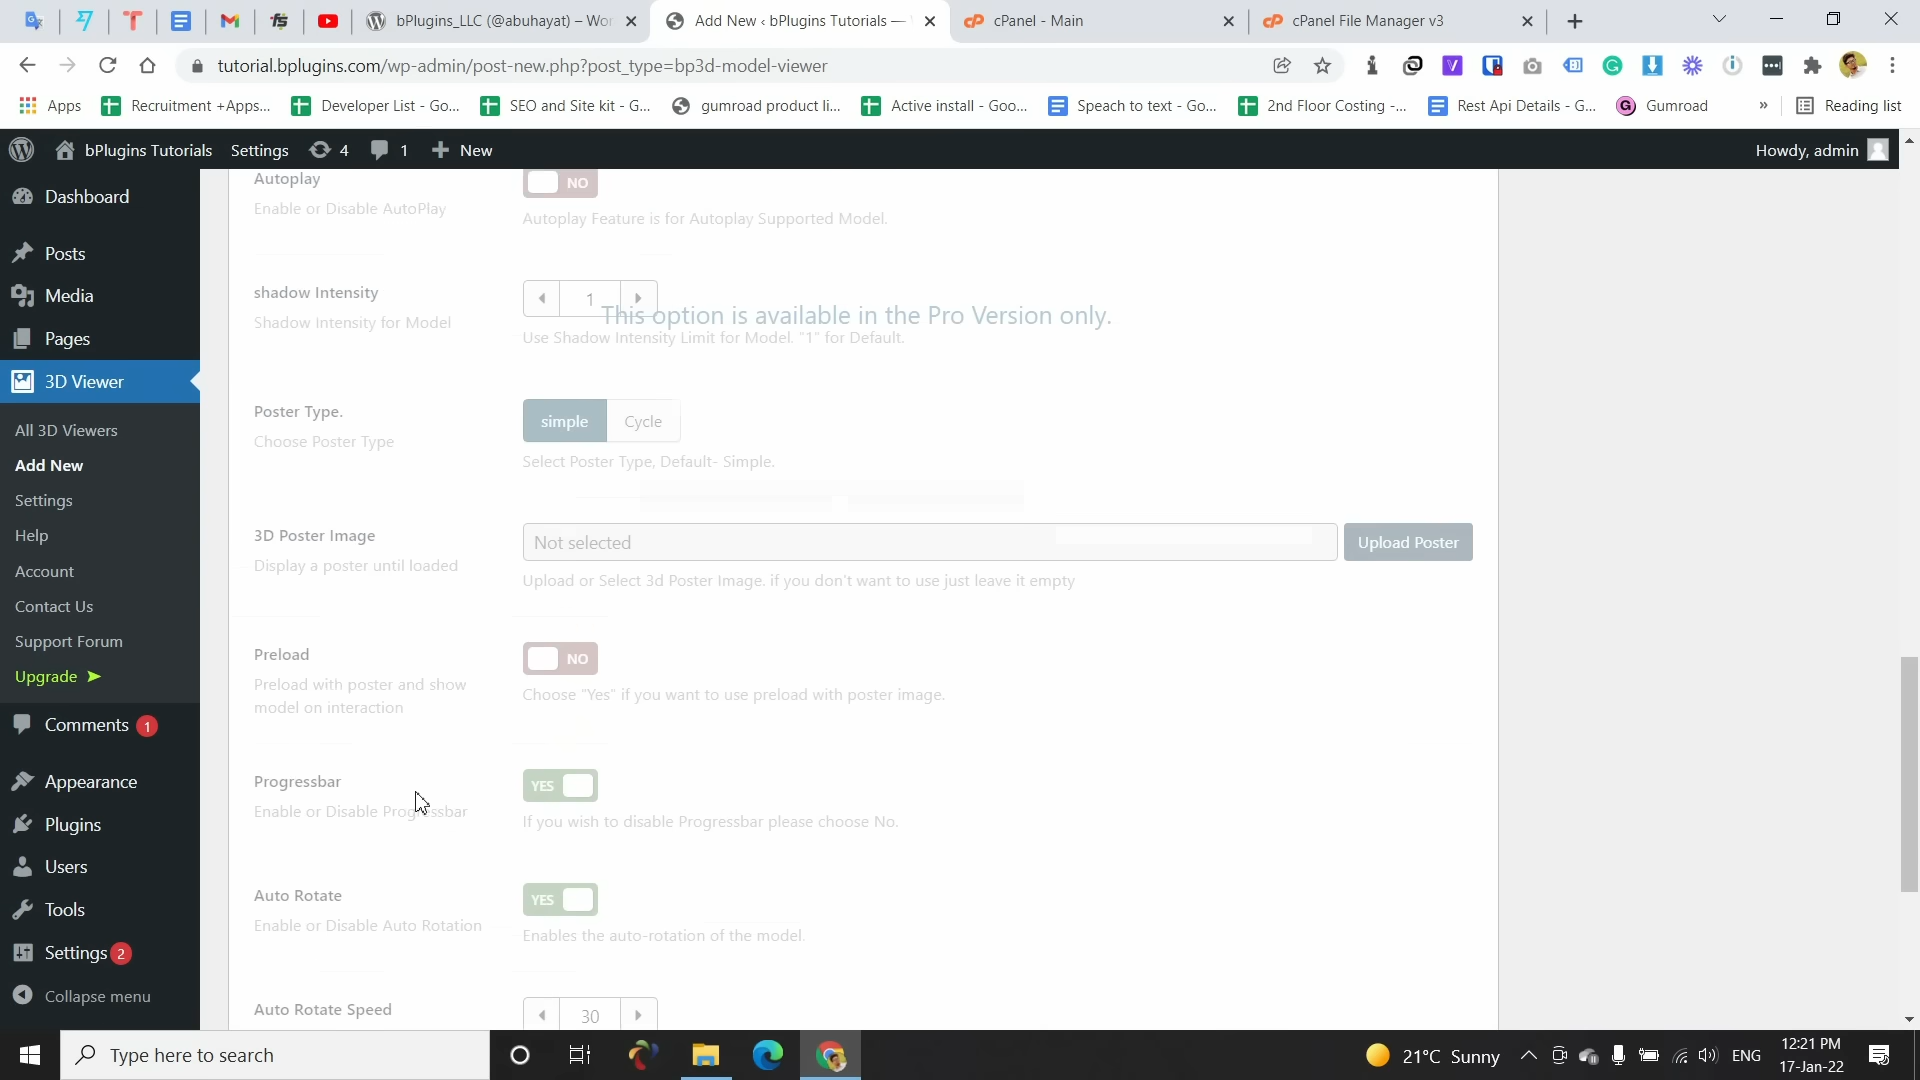 bPlugins_LLC (@abuhayat) – Wor
Add New ‹ bPlugins Tutorials —
cPanel - Main
cPanel File Manager v3
tutorial.bplugins.com/wp-admin/post-new.php?post_type=bp3d-model-viewer
Apps
Recruitment +Apps...
Developer List - Go...
SEO and Site kit - G...
gumroad product li...
Active install - Goo...
Speach to text - Go...
2nd Floor Costing -...
Rest Api Details - G...
Gumroad
»
Reading list
bPlugins Tutorials
Settings
4
1
New
Howdy, admin
Dashboard
Posts
Media
Pages
3D Viewer
All 3D Viewers
Add New
Settings
Help
Account
Contact Us
Support Forum
Upgrade ➤
Comments 1
Appearance
Plugins
Users
Tools
Settings 2
Collapse menu
Autoplay
Enable or Disable AutoPlay
NO
Autoplay Feature is for Autoplay Supported Model.
shadow Intensity
Shadow Intensity for Model
1
This option is available in the Pro Version only.
Use Shadow Intensity Limit for Model. "1" for Default.
Poster Type.
Choose Poster Type
simple
Cycle
Select Poster Type, Default- Simple.
3D Poster Image
Display a poster until loaded
Not selected
Upload Poster
Upload or Select 3d Poster Image. if you don't want to use just leave it empty
Preload
Preload with poster and show
model on interaction
NO
Choose "Yes" if you want to use preload with poster image.
Progressbar
Enable or Disable Progressbar
YES
If you wish to disable Progressbar please choose No.
Auto Rotate
Enable or Disable Auto Rotation
YES
Enables the auto-rotation of the model.
Auto Rotate Speed
30
Type here to search
21°C Sunny
ENG
12:21 PM
17-Jan-22